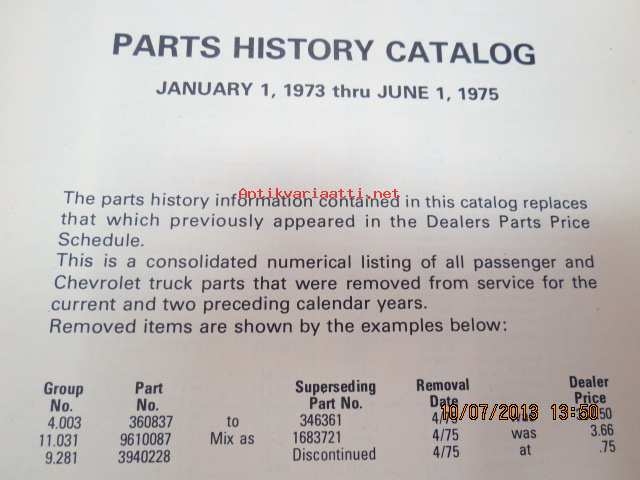 PARTS HISTORY CATALOG
JANUARY 1, 1973 thru JUNE 1, 1975
Antikvariaatti.net
The parts history information contained in this catalog replaces
that which previously appeared in the Dealers Parts Price
Schedule.
This is a consolidated numerical listing of all passenger and
Chevrolet truck parts that were removed from service for the
current and two preceding calendar years.
Removed items are shown by the examples below:
Group Part Superseding Removal Dealer
No. No. Part No. Date Price
4.003 360837 to 346361 4/75 was 50
11.031 9610087 Mix as 1683721 4/75 was 3.66
9.281 3940228 Discontinued 4/75 at .75
10/07/2013 13:50